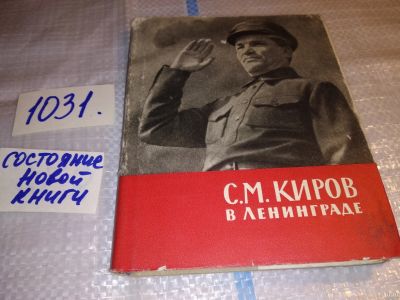 1031.
СОСТОЯНИЕ
НОВОЙ
КНИГИ
С.М. КИРОВ
В ЛЕНИНГРАДЕ